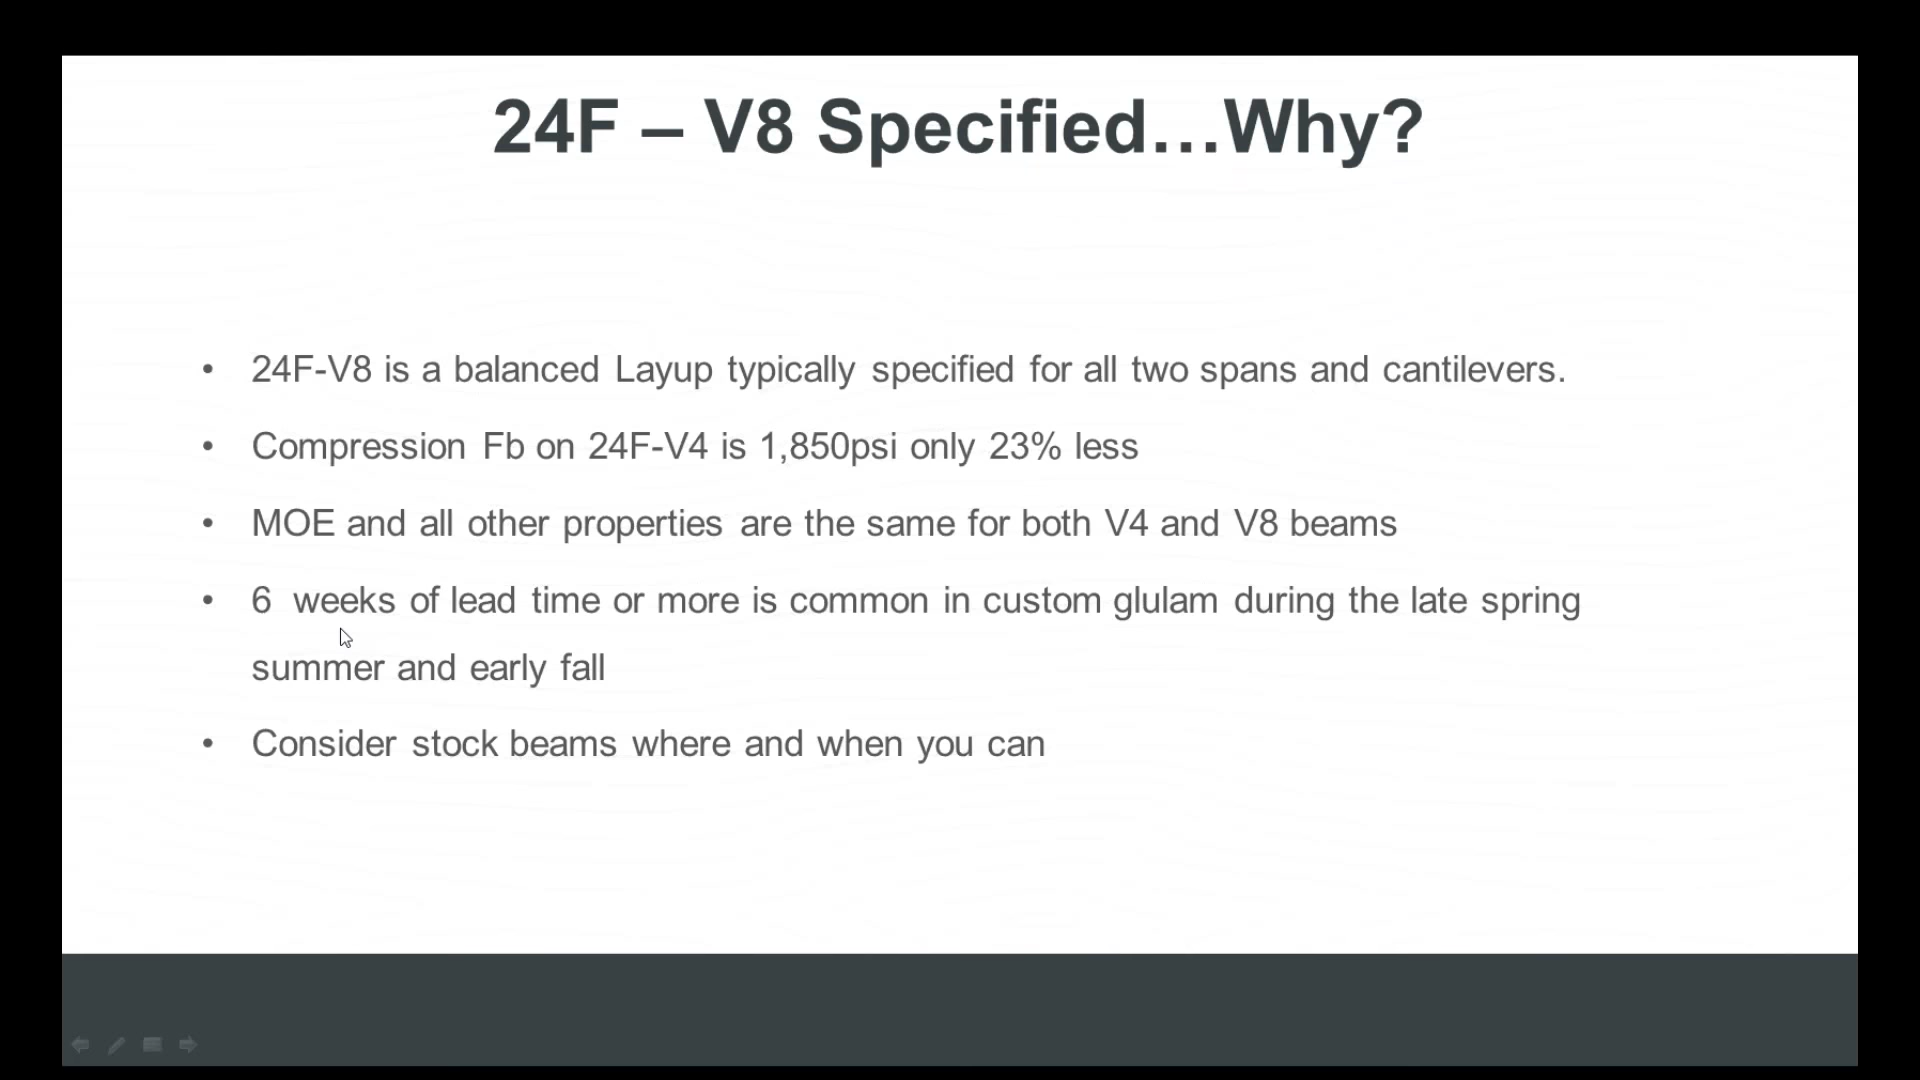 24F – V8 Specified…Why?
• 24F-V8 is a balanced Layup typically specified for all two spans and cantilevers.
• Compression Fb on 24F-V4 is 1,850psi only 23% less
• MOE and all other properties are the same for both V4 and V8 beams
• 6 weeks of lead time or more is common in custom glulam during the late spring
summer and early fall
• Consider stock beams where and when you can